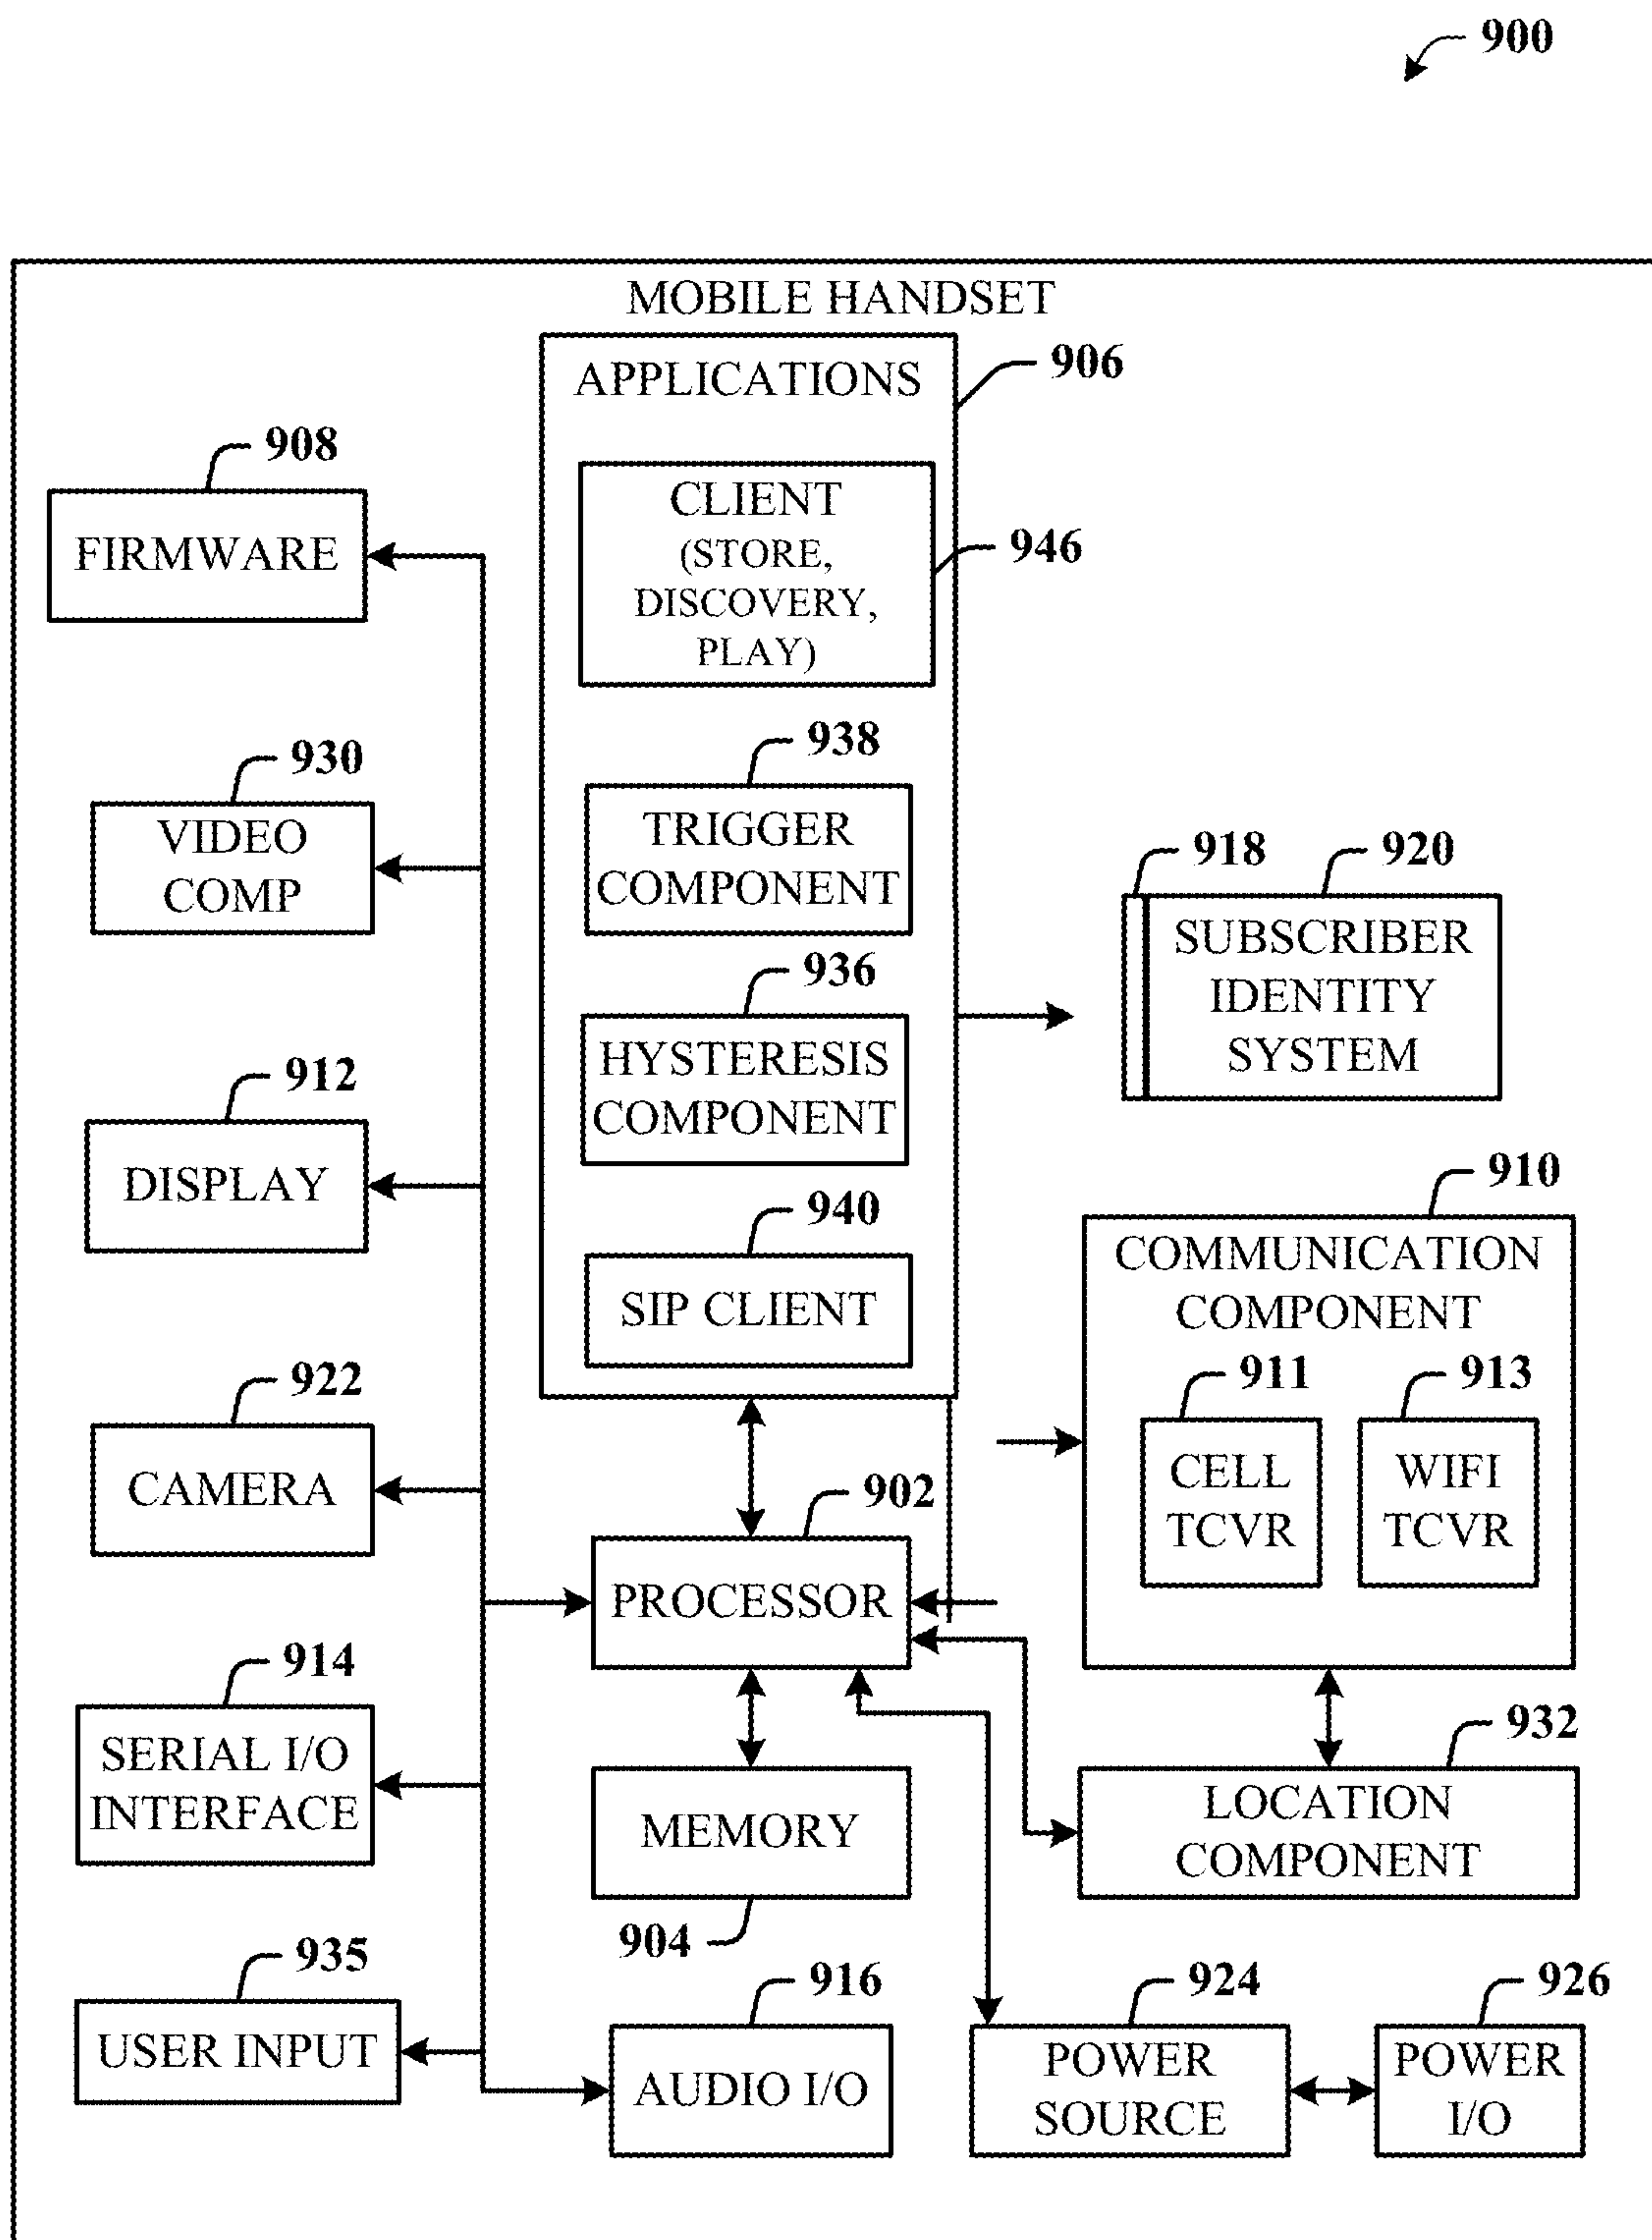 900
MOBILE HANDSET
APPLICATIONS
906
CLIENT
(STORE,
DISCOVERY,
PLAY)
946
938
TRIGGER
COMPONENT
936
HYSTERESIS
COMPONENT
940
SIP CLIENT
908
FIRMWARE
930
VIDEO
COMP
912
DISPLAY
922
CAMERA
914
SERIAL I/O
INTERFACE
935
USER INPUT
918
920
SUBSCRIBER
IDENTITY
SYSTEM
910
COMMUNICATION
COMPONENT
911
CELL
TCVR
913
WIFI
TCVR
902
PROCESSOR
MEMORY
904
932
LOCATION
COMPONENT
916
AUDIO I/O
924
POWER
SOURCE
926
POWER
I/O